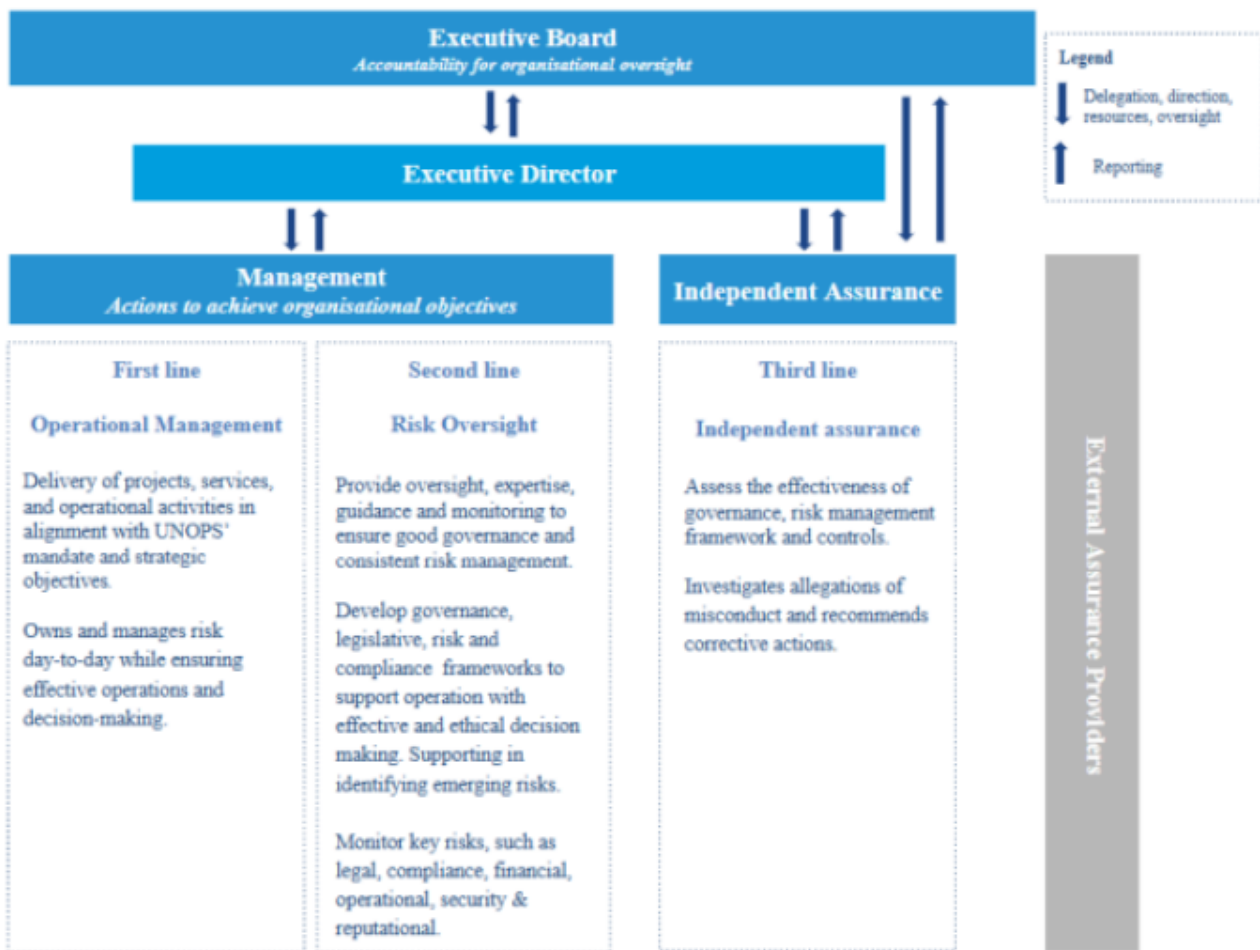 Executive Board
Accountability for organisational oversight
Legend
Delegation, direction,
resources, oversight
Reporting
Executive Director
Management
Actions to achieve organisational objectives
Independent Assurance
First line
Operational Management
Delivery of projects, services,
and operational activities in
alignment with UNOPS’
mandate and strategic
objectives.
Owns and manages risk
day-to-day while ensuring
effective operations and
decision-making.
Second line
Risk Oversight
Provide oversight, expertise,
guidance and monitoring to
ensure good governance and
consistent risk management.
Develop governance,
legislative, risk and
compliance frameworks to
support operation with
effective and ethical decision
making. Supporting in
identifying emerging risks.
Monitor key risks, such as
legal, compliance, financial,
operational, security &
reputational.
Third line
Independent assurance
Assess the effectiveness of
governance, risk management
framework and controls.
Investigates allegations of
misconduct and recommends
corrective actions.
External Assurance Providers